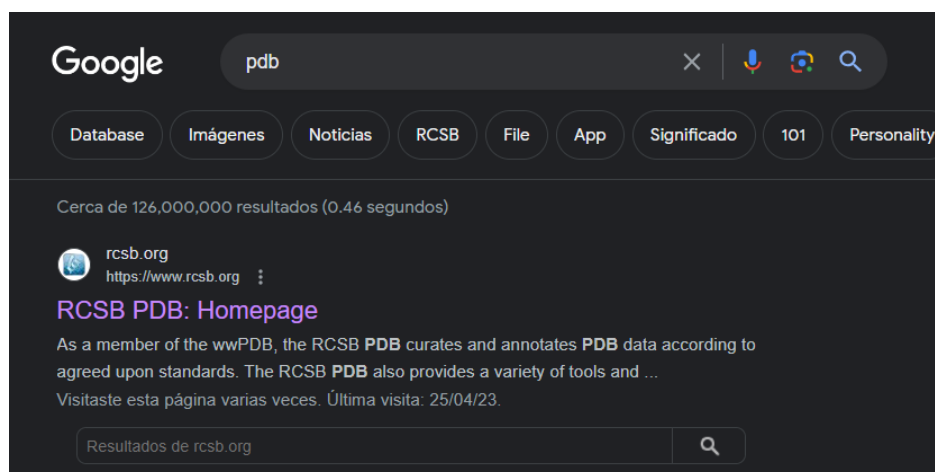 Google
pdb
Database Imágenes Noticias RCSB File App Significado 101 Personality
Cerca de 126,000,000 resultados (0.46 segundos)
rcsb.org
https://www.rcsb.org
RCSB PDB: Homepage
As a member of the wwPDB, the RCSB PDB curates and annotates PDB data according to
agreed upon standards. The RCSB PDB also provides a variety of tools and ...
Visitaste esta página varias veces. Última visita: 25/04/23.
Resultados de rcsb.org